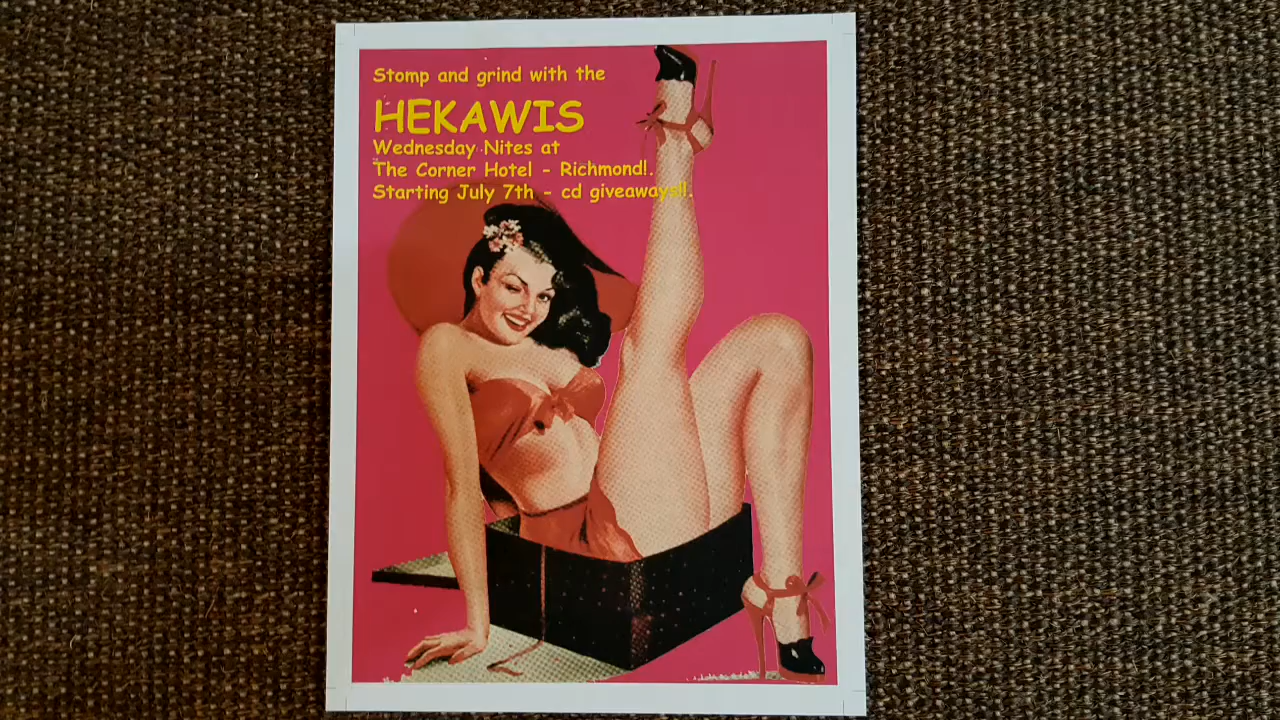 Stomp and grind with the
HEKAWIS
Wednesday Nites at
The Corner Hotel - Richmond!.
Starting July 7th - cd giveaways!!.